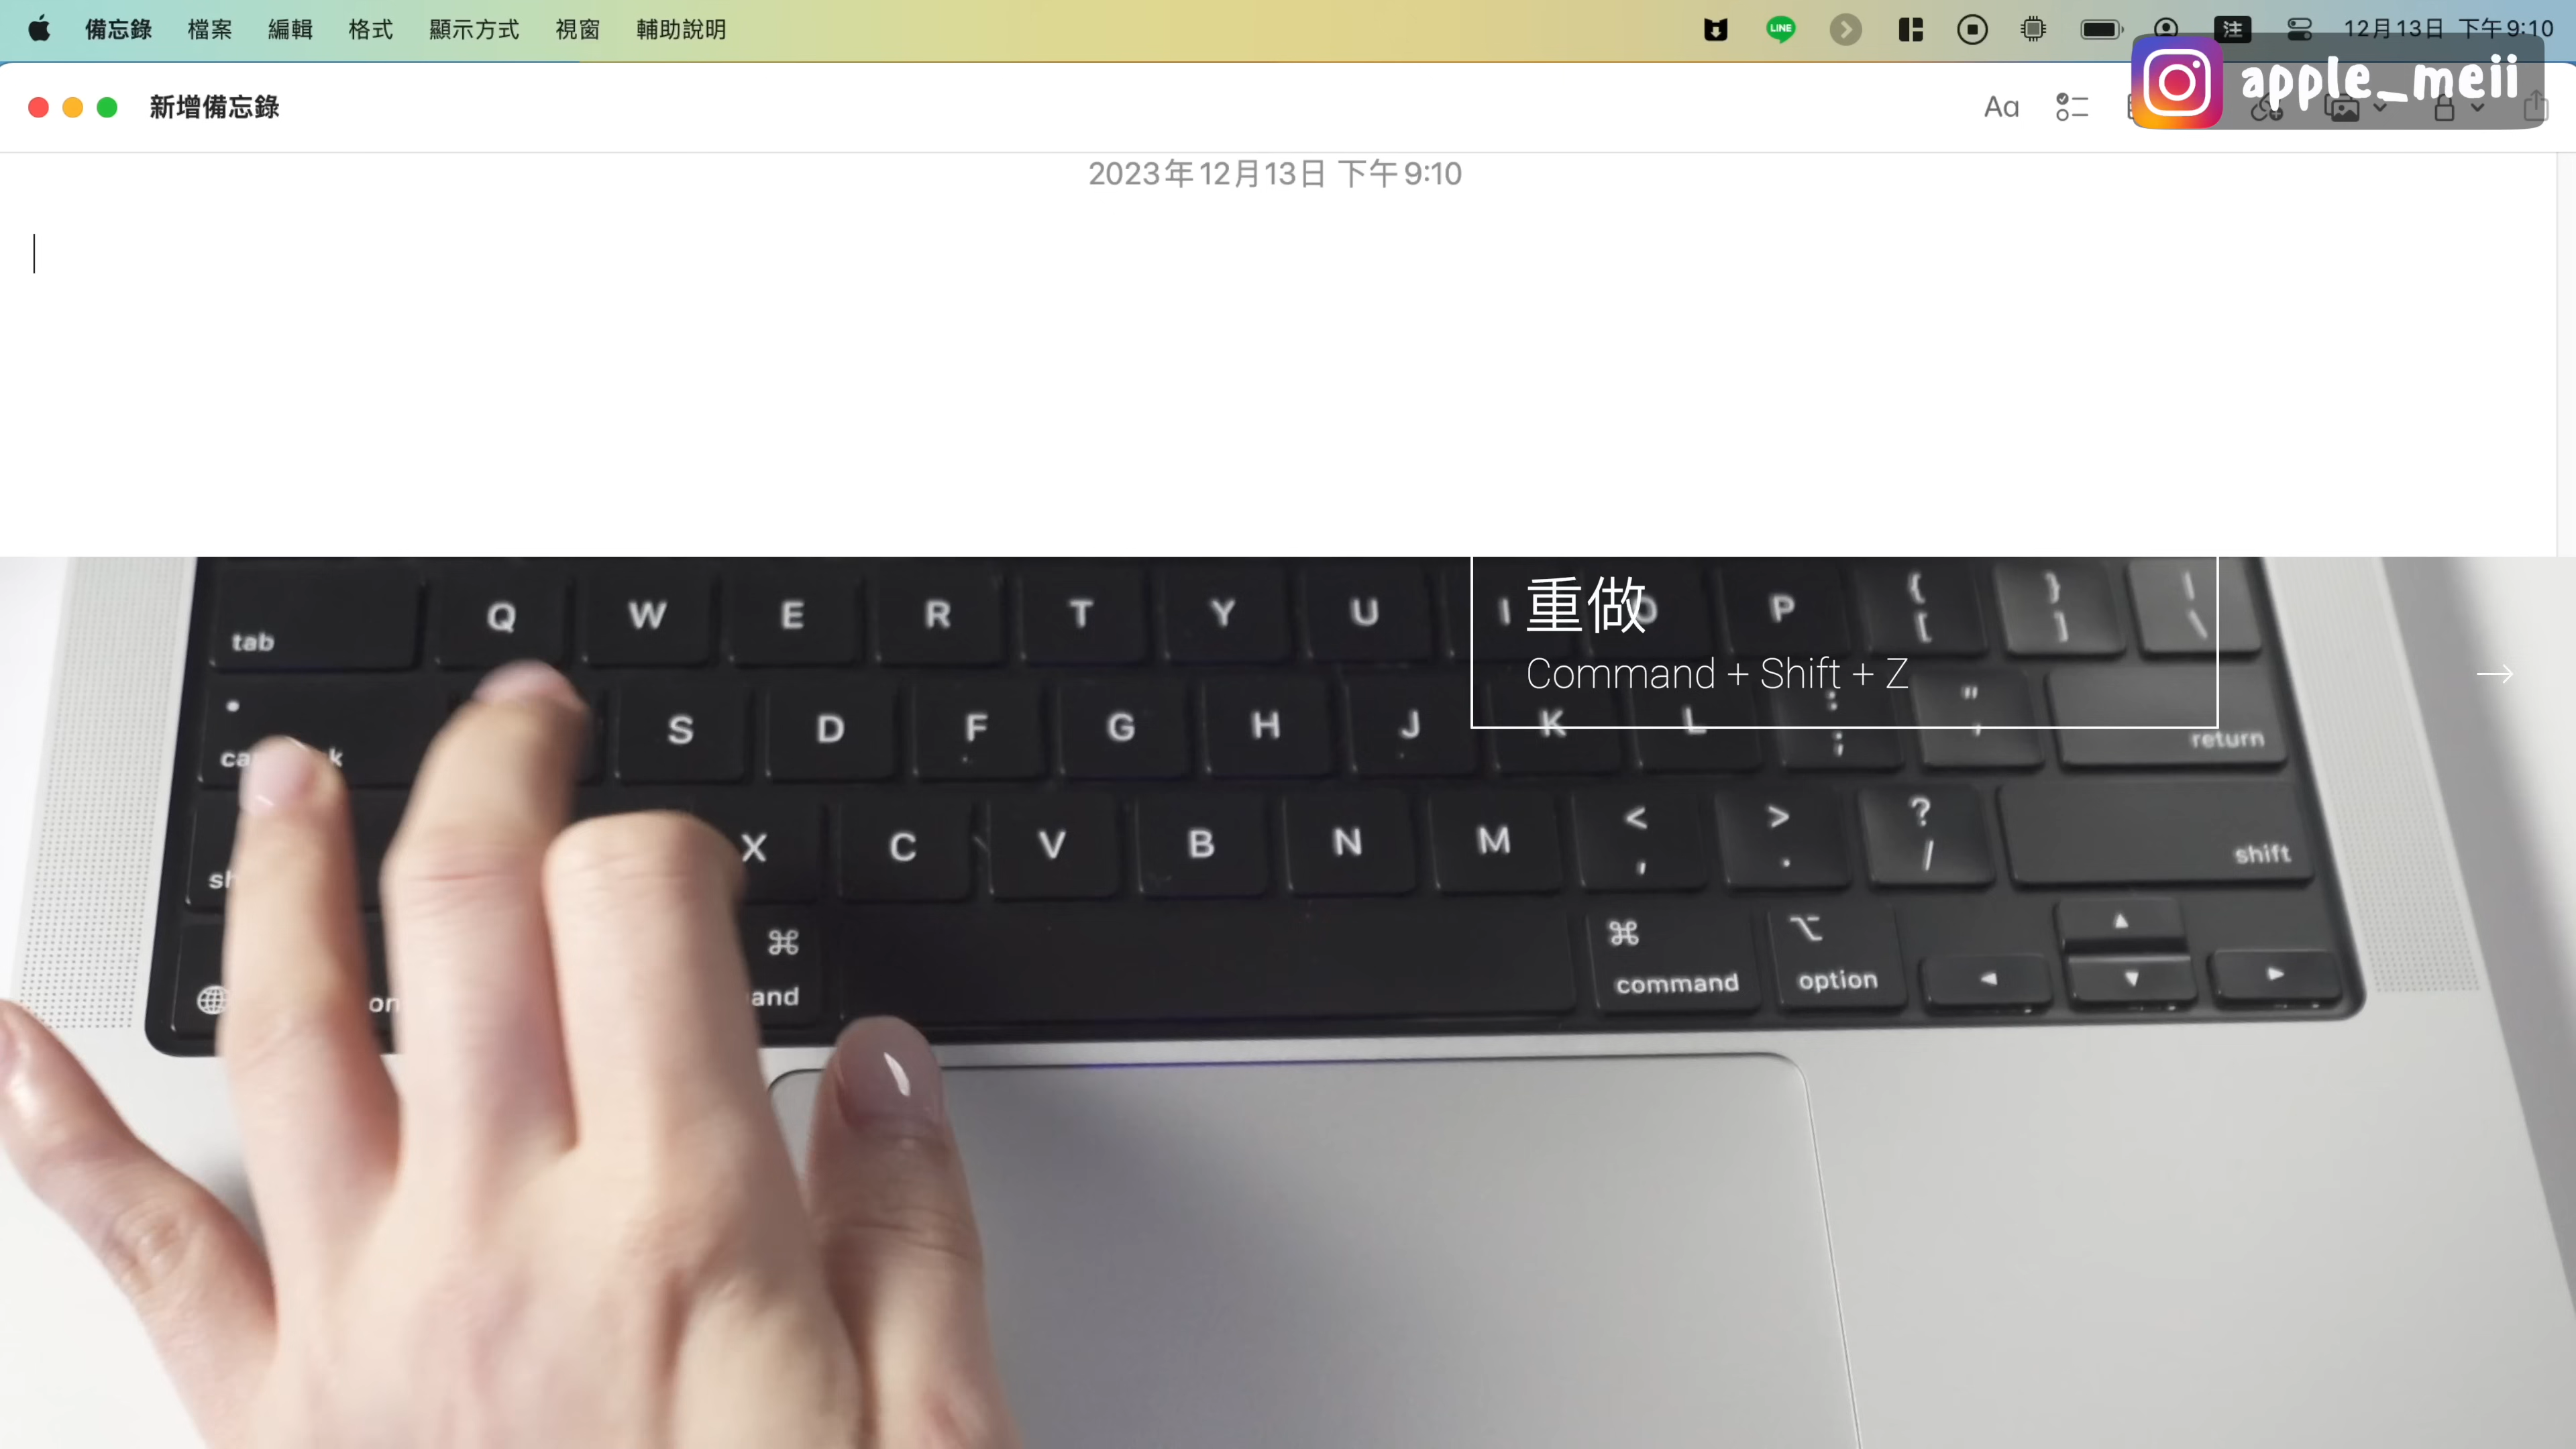 備忘錄 檔案 編輯 格式 顯示方式 視窗 輔助說明 LINE 注 12月13日 下午9:10
apple_meii
新增備忘錄 Aa
2023年12月13日 下午9:10
重做
Command + Shift + Z
tab Q W E R T Y U I O P { [ } ] | \
S D F G H J K L : ; " ' return
X C V B N M < , > . ? / shift
⌘ ⌘ ⌥ ▲
command option ◀ ▼ ▶